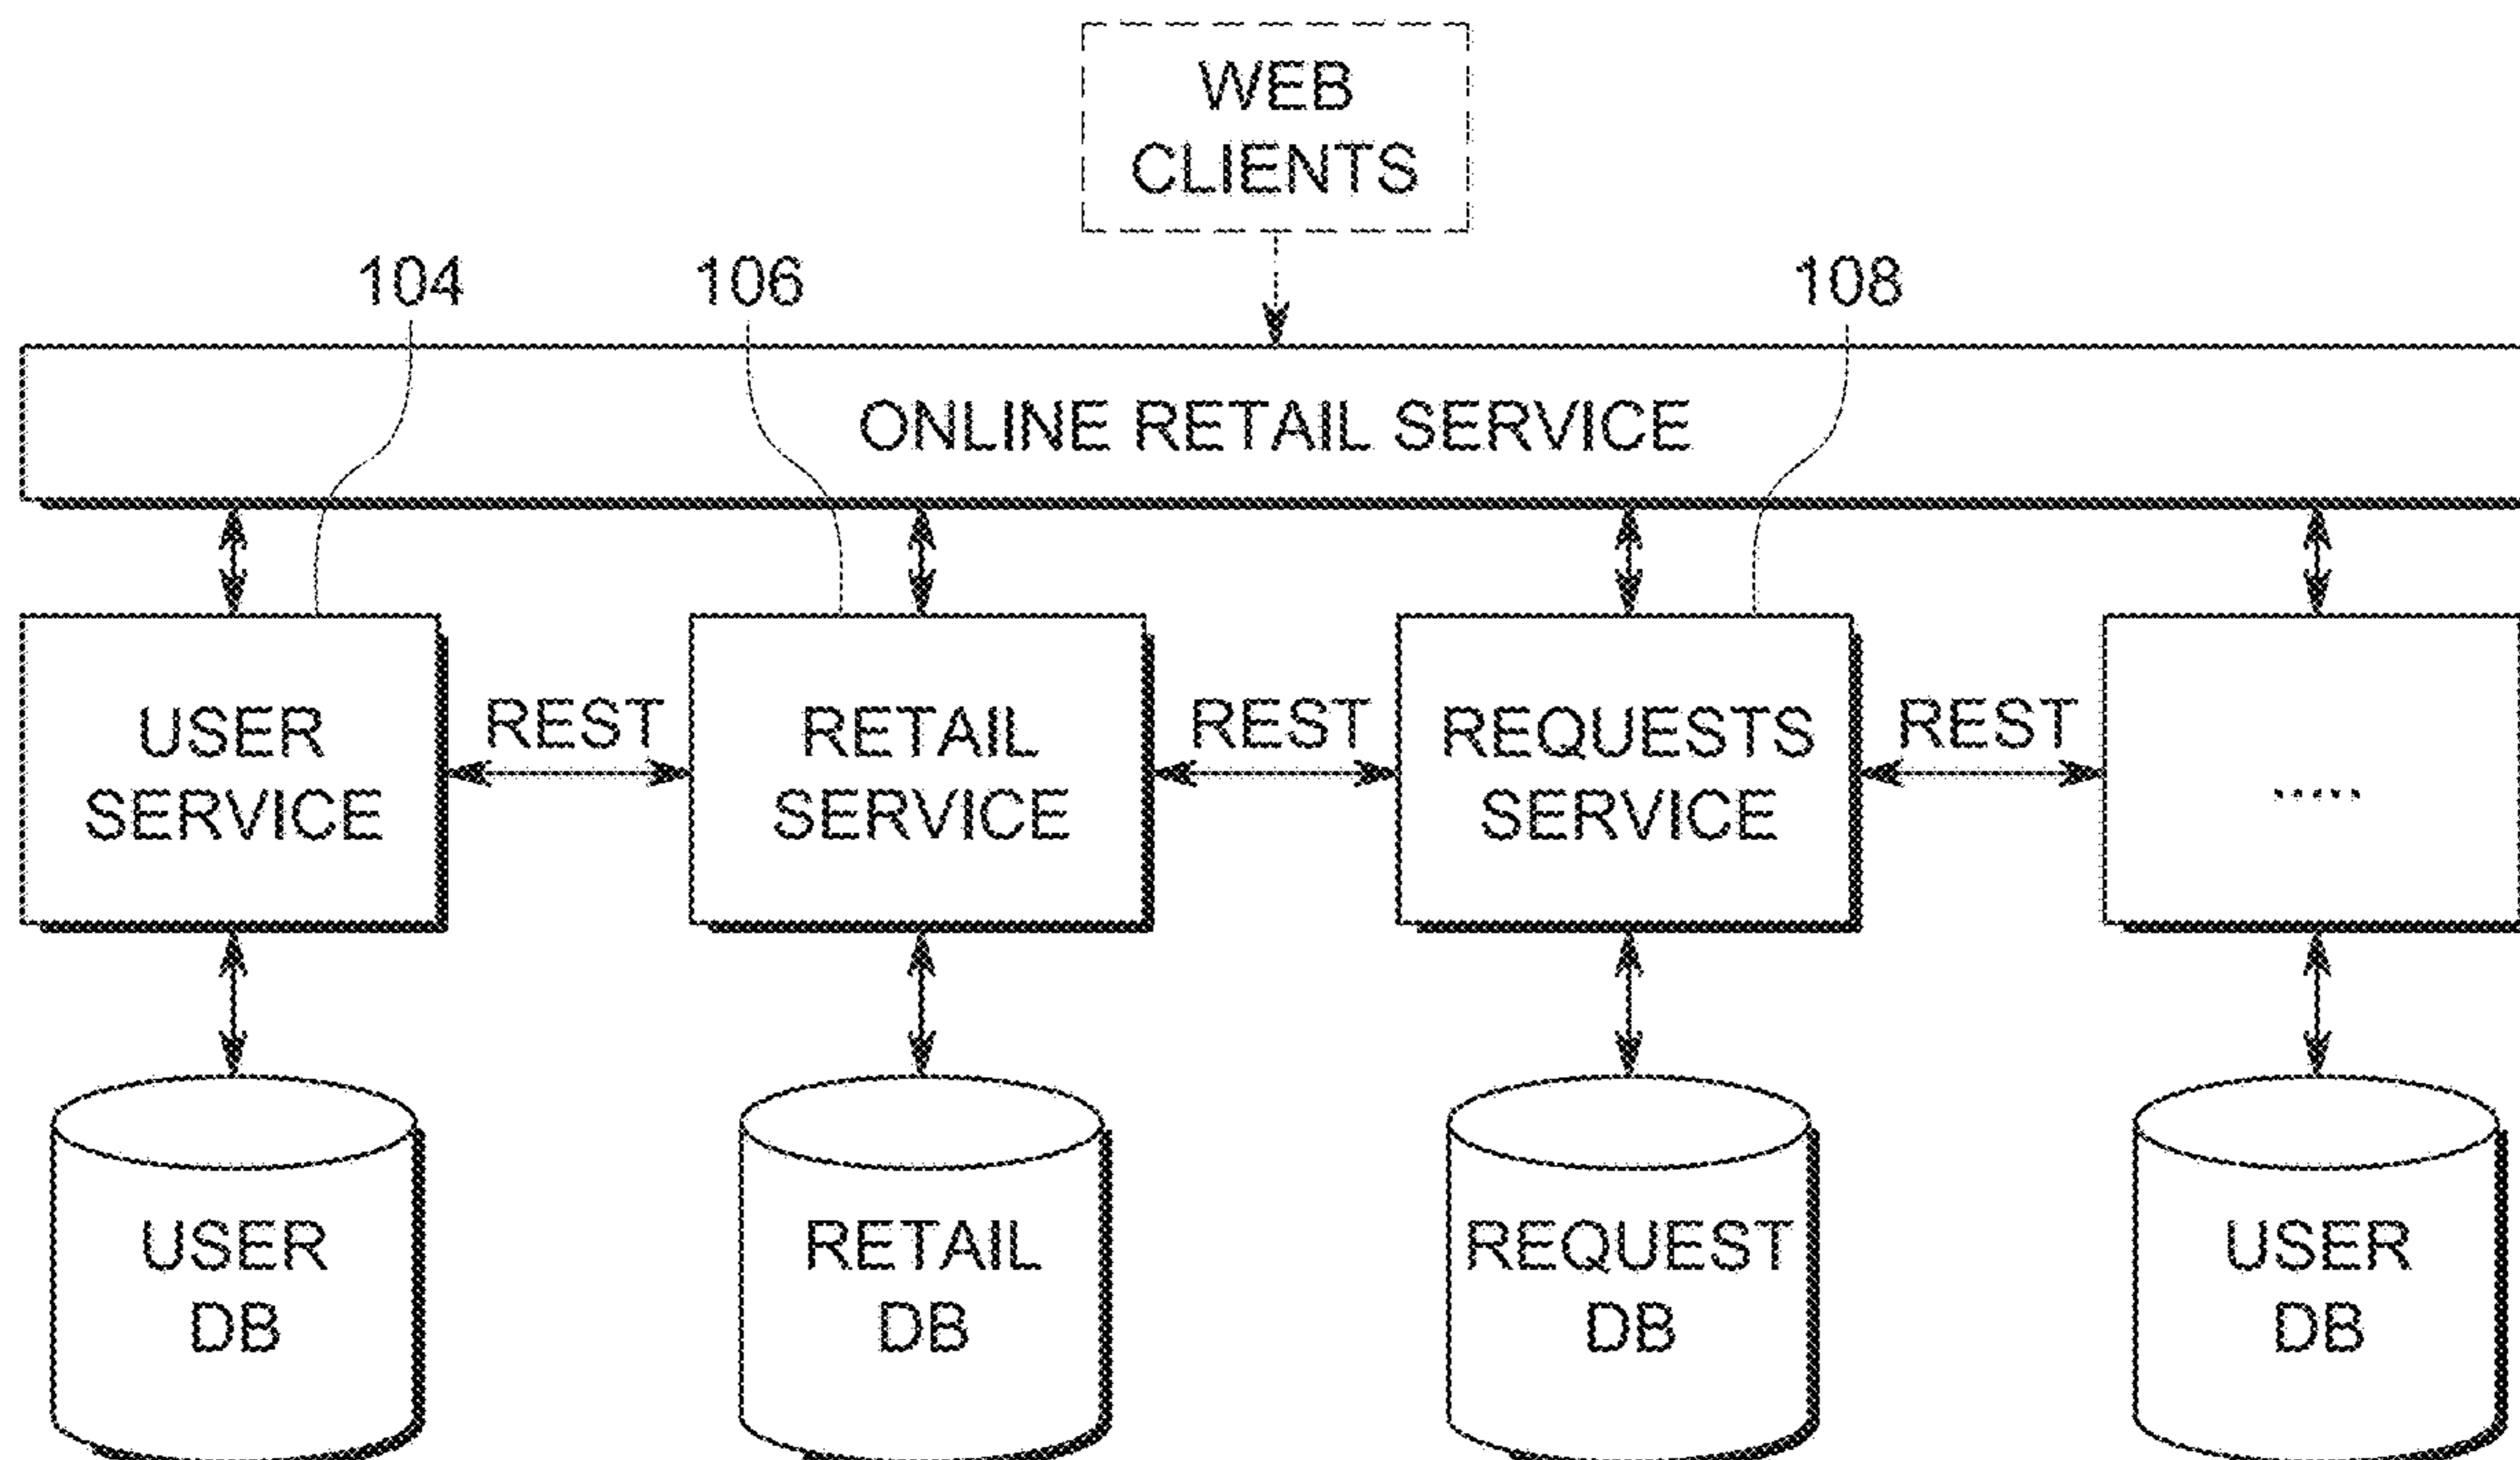 WEB
CLIENTS
104
106
108
ONLINE RETAIL SERVICE
USER
SERVICE
REST
RETAIL
SERVICE
REST
REQUESTS
SERVICE
REST
.....
USER
DB
RETAIL
DB
REQUEST
DB
USER
DB